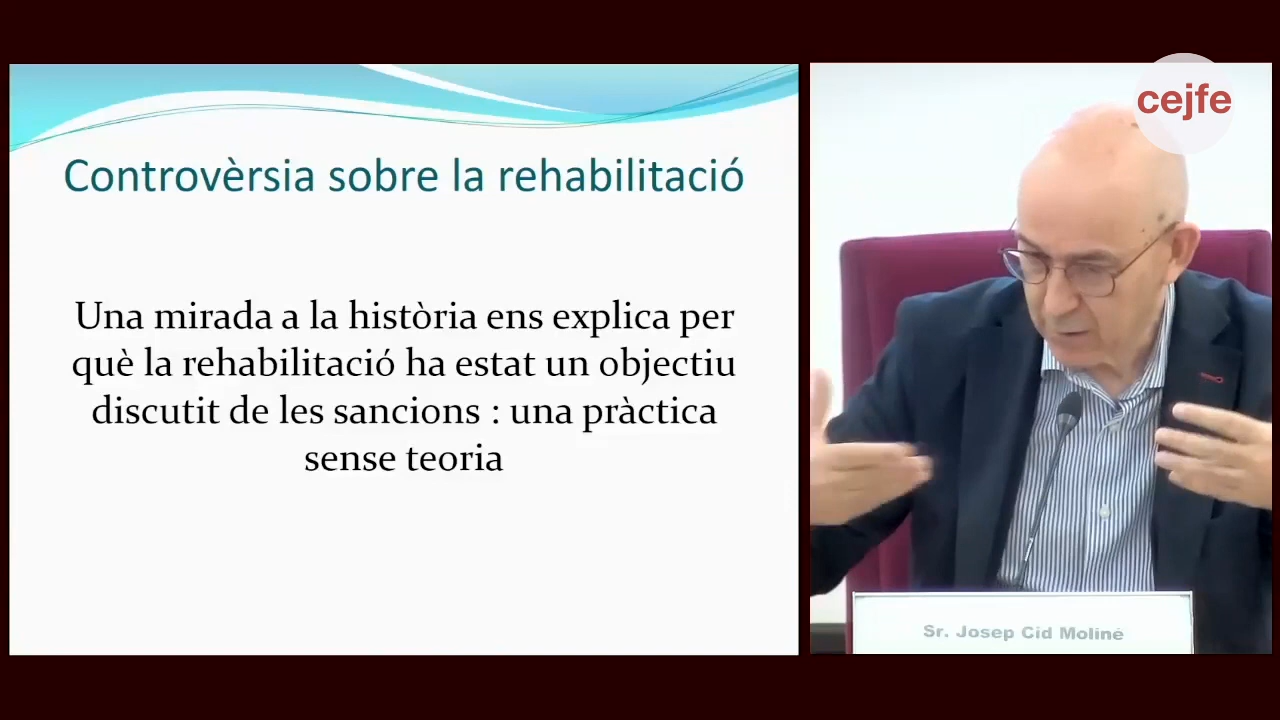 Controvèrsia sobre la rehabilitació
Una mirada a la història ens explica per
què la rehabilitació ha estat un objectiu
discutit de les sancions : una pràctica
sense teoria
cejfe
Sr. Josep Cid Moliné